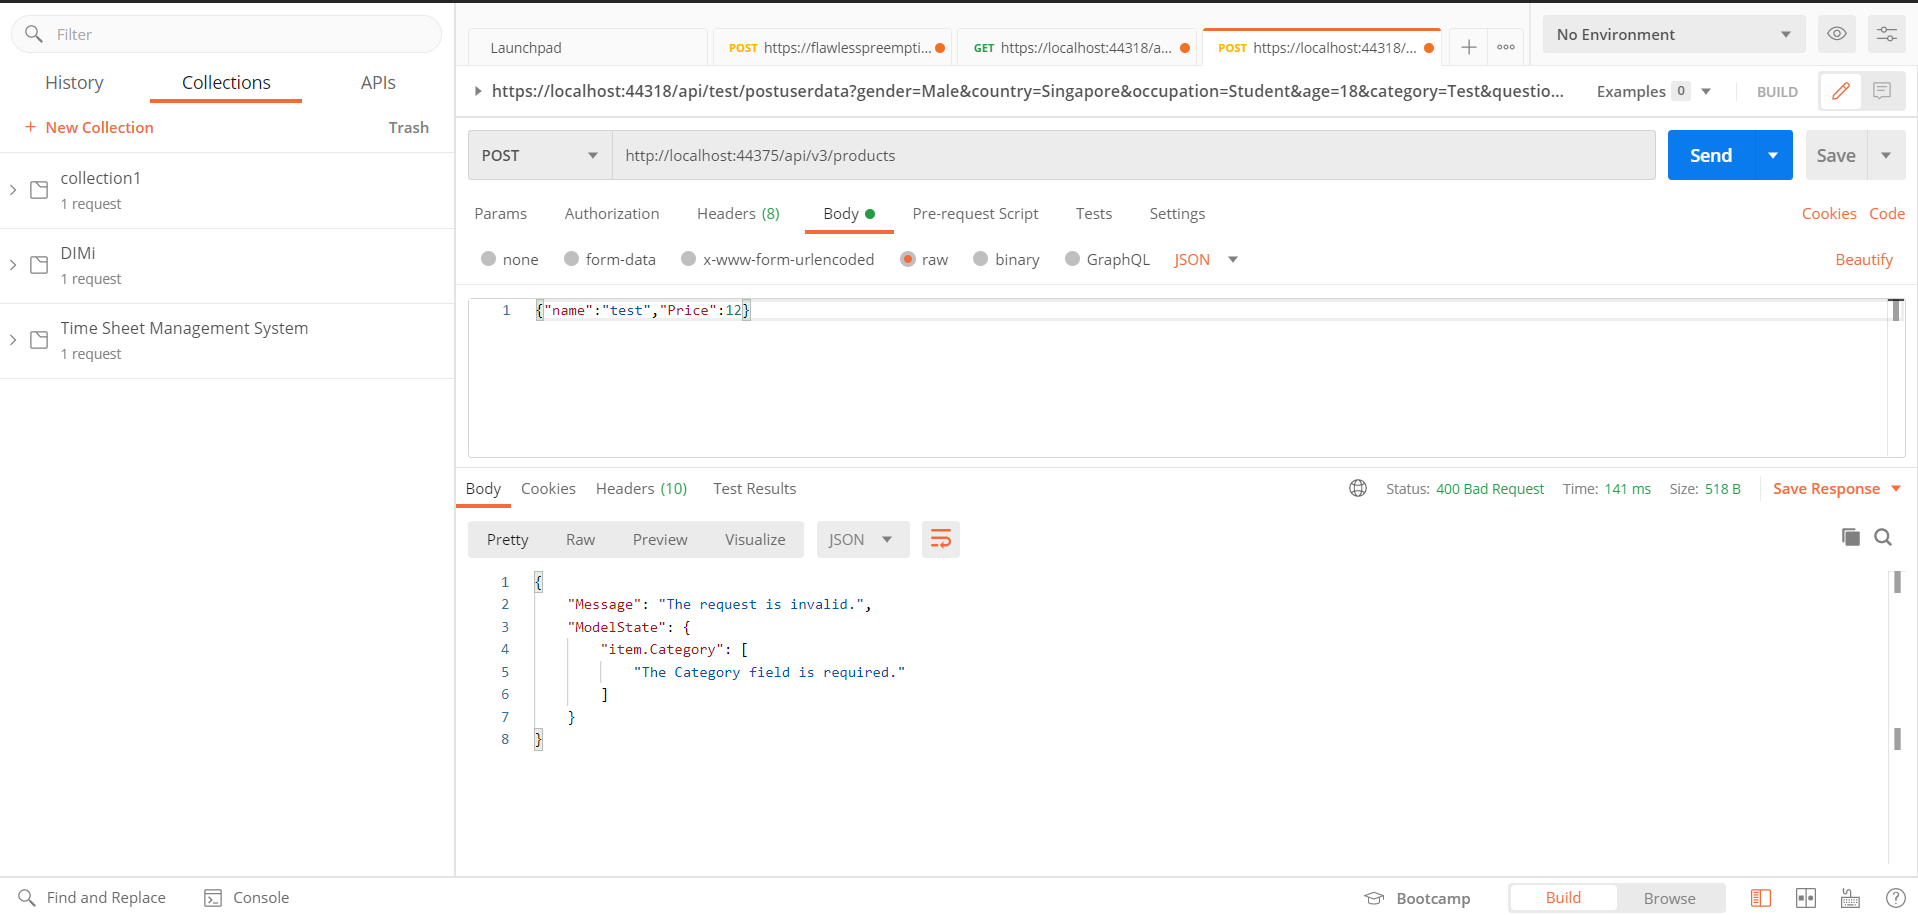 Filter
History Collections APIs
+ New Collection Trash
collection1
1 request
DIMi
1 request
Time Sheet Management System
1 request
Launchpad POST https://flawlesspreempti... GET https://localhost:44318/a... POST https://localhost:44318/... No Environment
https://localhost:44318/api/test/postuserdata?gender=Male&country=Singapore&occupation=Student&age=18&category=Test&questio... Examples 0 BUILD
POST http://localhost:44375/api/v3/products Send Save
Params Authorization Headers (8) Body Pre-request Script Tests Settings Cookies Code
none form-data x-www-form-urlencoded raw binary GraphQL JSON Beautify
1 {"name":"test","Price":12}
Body Cookies Headers (10) Test Results Status: 400 Bad Request Time: 141 ms Size: 518 B Save Response
Pretty Raw Preview Visualize JSON
1 {
2 "Message": "The request is invalid.",
3 "ModelState": {
4 "item.Category": [
5 "The Category field is required."
6 ]
7 }
8 }
Find and Replace Console Bootcamp Build Browse ?